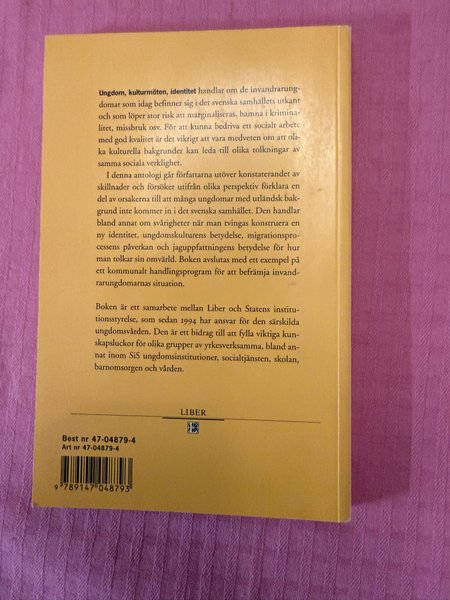 Ungdom, kulturmöten, identitet handlar om de invandrarung-
domar som idag befinner sig i det svenska samhällets utkant
och som löper stor risk att marginaliseras, hamna i krimina-
litet, missbruk osv. För att kunna bedriva ett socialt arbete
med god kvalitet är det viktigt att vara medveten om att oli-
ka kulturella bakgrunder kan leda till olika tolkningar av
samma sociala verklighet.
I denna antologi går författarna utöver konstaterandet av
skillnader och försöker utifrån olika perspektiv förklara en
del av orsakerna till att många ungdomar med utländsk bak-
grund inte kommer in i det svenska samhället. Den handlar
bland annat om svårigheter när man tvingas konstruera en
ny identitet, ungdomskulturens betydelse, migrationspro-
cessens påverkan och jaguppfattningens betydelse för hur
man tolkar sin omvärld. Boken avslutas med ett exempel på
ett kommunalt handlingsprogram för att befrämja invand-
rarungdomarnas situation.
Boken är ett samarbete mellan Liber och Statens institu-
tionsstyrelse, som sedan 1994 har ansvar för den särskilda
ungdomsvården. Den är ett bidrag till att fylla viktiga kun-
skapsluckor för olika grupper av yrkesverksamma, bland an-
nat inom SiS ungdomsinstitutioner, socialtjänsten, skolan,
barnomsorgen och vården.
LIBER
Best nr 47-04879-4
Art nr 47-04879-4
9 789147 048793